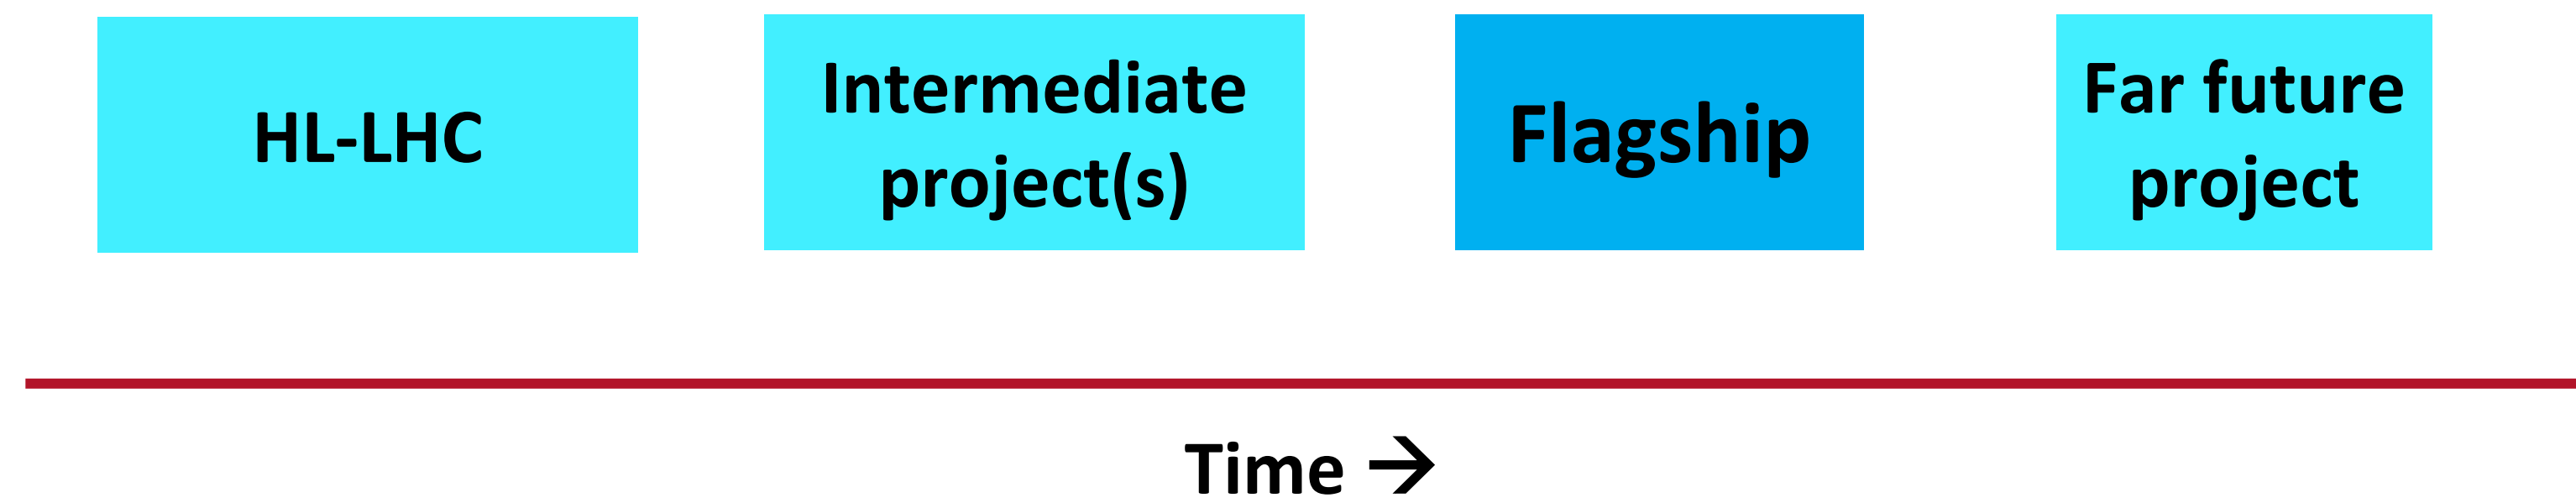 HL-LHC
Intermediate
project(s)
Flagship
Far future
project
Time →